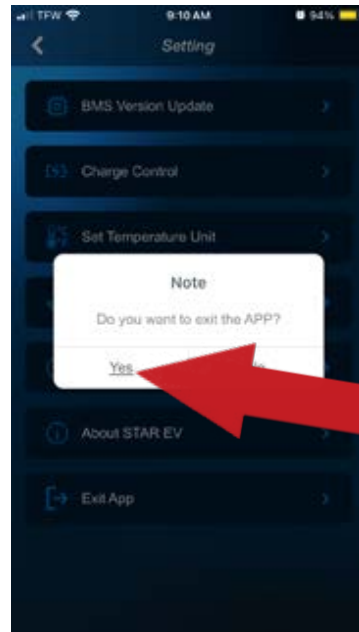 TFW 9:10 AM 94%
Setting
BMS Version Update
Charge Control
Set Temperature Unit
Note
Do you want to exit the APP?
Yes
About STAR EV
Exit App